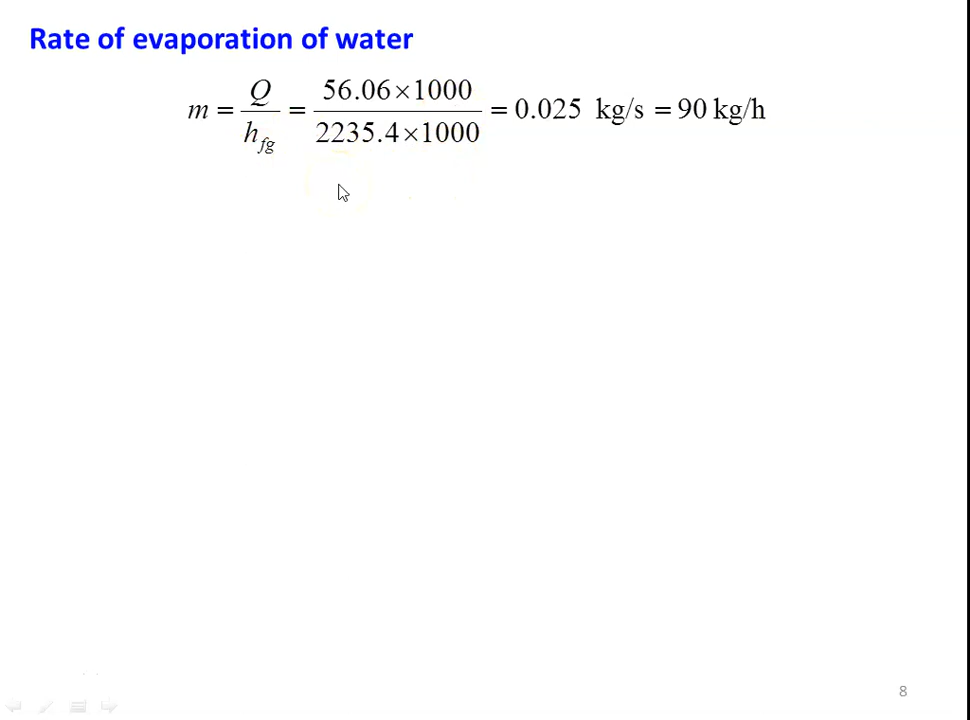 Rate of evaporation of water
m = Q / h_fg = 56.06×1000 / 2235.4×1000 = 0.025 kg/s = 90 kg/h
8